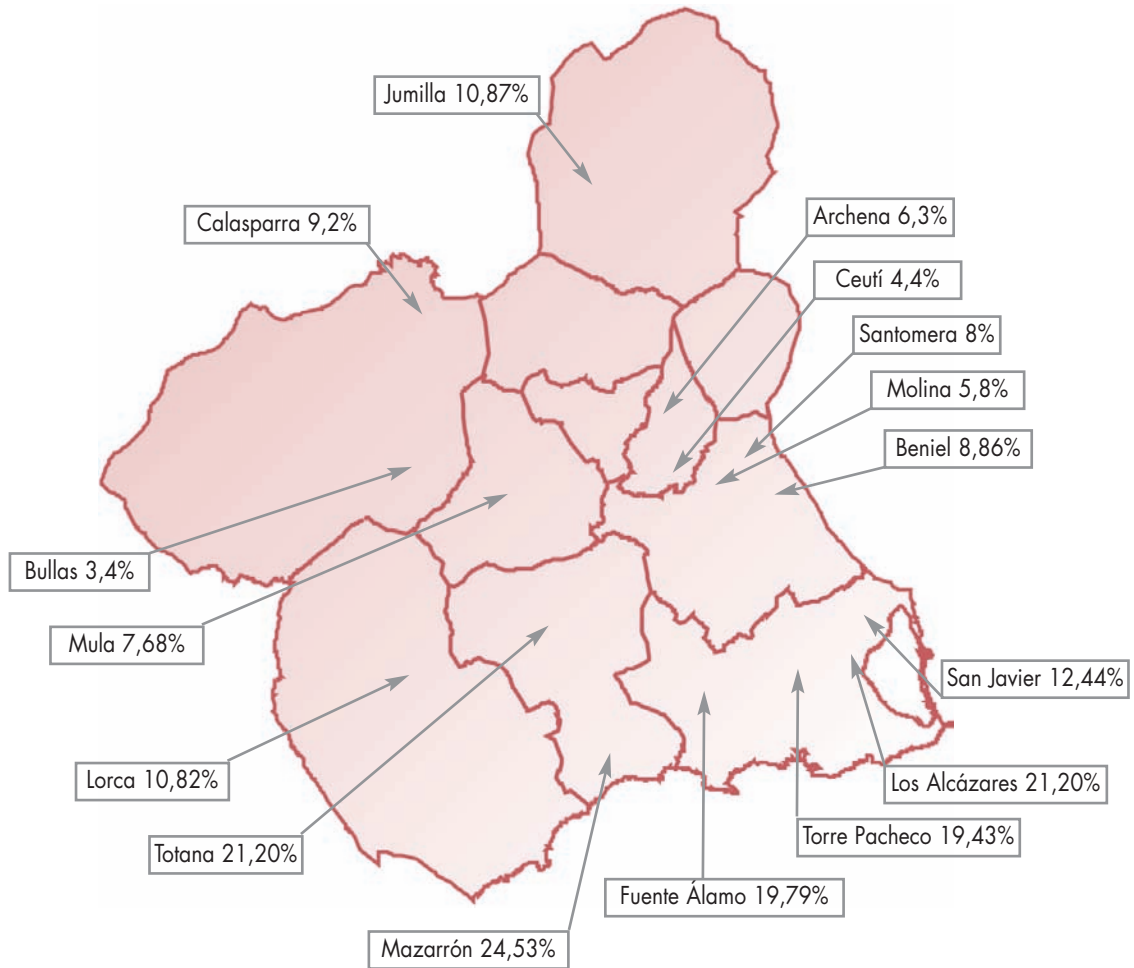 Jumilla 10,87%
Calasparra 9,2%
Archena 6,3%
Ceutí 4,4%
Santomera 8%
Molina 5,8%
Beniel 8,86%
Bullas 3,4%
Mula 7,68%
San Javier 12,44%
Lorca 10,82%
Los Alcázares 21,20%
Totana 21,20%
Torre Pacheco 19,43%
Fuente Álamo 19,79%
Mazarrón 24,53%